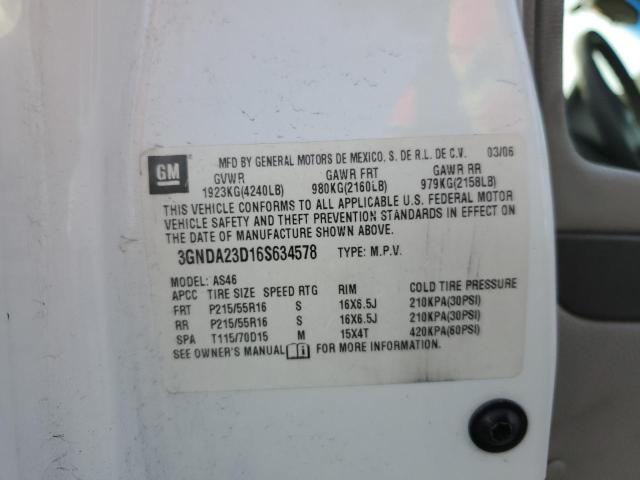 GM
MFD BY GENERAL MOTORS DE MEXICO, S. DE R.L. DE C.V. 03/06
GVWR GAWR FRT GAWR RR
1923KG(4240LB) 980KG(2160LB) 979KG(2158LB)
THIS VEHICLE CONFORMS TO ALL APPLICABLE U.S. FEDERAL MOTOR
VEHICLE SAFETY AND THEFT PREVENTION STANDARDS IN EFFECT ON
THE DATE OF MANUFACTURE SHOWN ABOVE.
3GNDA23D16S634578 TYPE: M.P.V.
MODEL: AS46
APCC TIRE SIZE SPEED RTG RIM COLD TIRE PRESSURE
FRT P215/55R16 S 16X6.5J 210KPA(30PSI)
RR P215/55R16 S 16X6.5J 210KPA(30PSI)
SPA T115/70D15 M 15X4T 420KPA(60PSI)
SEE OWNER'S MANUAL FOR MORE INFORMATION.